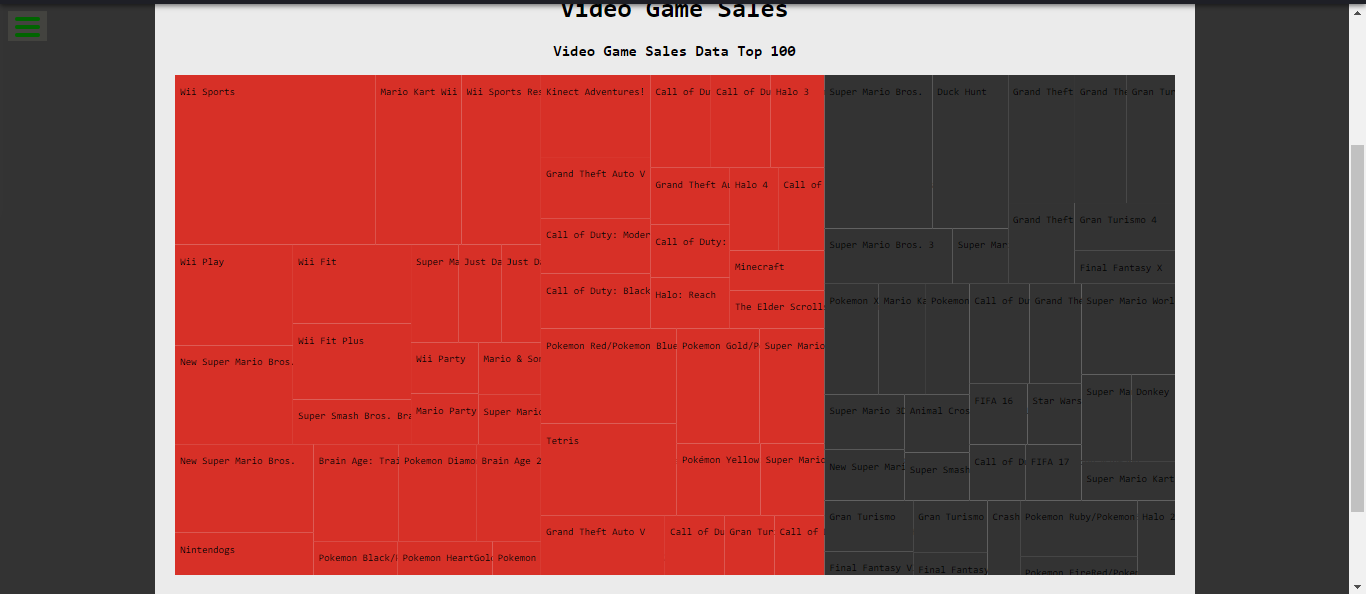 Video Game Sales
Video Game Sales Data Top 100
Wii Sports
Mario Kart Wii
Wii Sports Res
Kinect Adventures!
Call of Du
Call of Du
Halo 3
Super Mario Bros.
Duck Hunt
Grand Theft
Grand The
Gran Tur
Grand Theft Auto V
Grand Theft Au
Halo 4
Call of
Grand Theft
Gran Turismo 4
Call of Duty: Moder
Call of Duty:
Super Mario Bros. 3
Super Mar
Wii Play
Wii Fit
Super Ma
Just Da
Just Da
Minecraft
Final Fantasy X
Call of Duty: Black
Halo: Reach
The Elder Scrolls
Pokemon X
Mario Ka
Pokemon
Call of Du
Grand The
Super Mario Worl
Wii Fit Plus
Pokemon Red/Pokemon Blue
Pokemon Gold/P
Super Mario
New Super Mario Bros.
Wii Party
Mario & Son
Super Ma
Donkey
FIFA 16
Star Wars
Super Smash Bros. Bra
Mario Party
Super Mario
Super Mario 3D
Animal Cros
Tetris
New Super Mario Bros.
Brain Age: Trai
Pokemon Diamo
Brain Age 2
Pokémon Yellow
Super Mario
New Super Mari
Super Smash
Call of Du
FIFA 17
Super Mario Kart
Grand Theft Auto V
Call of Du
Gran Tur
Call of
Gran Turismo
Gran Turismo
Crash
Pokemon Ruby/Pokemon
Halo 2
Nintendogs
Pokemon Black/
Pokemon HeartGol
Pokemon
Final Fantasy V
Final Fantasy
Pokemon FireRed/Poke